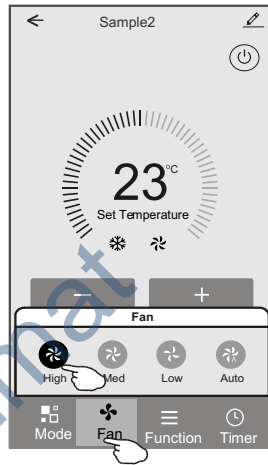 Sample2
23°C
Set Temperature
Fan
High Med Low Auto
Mode Fan Function Timer